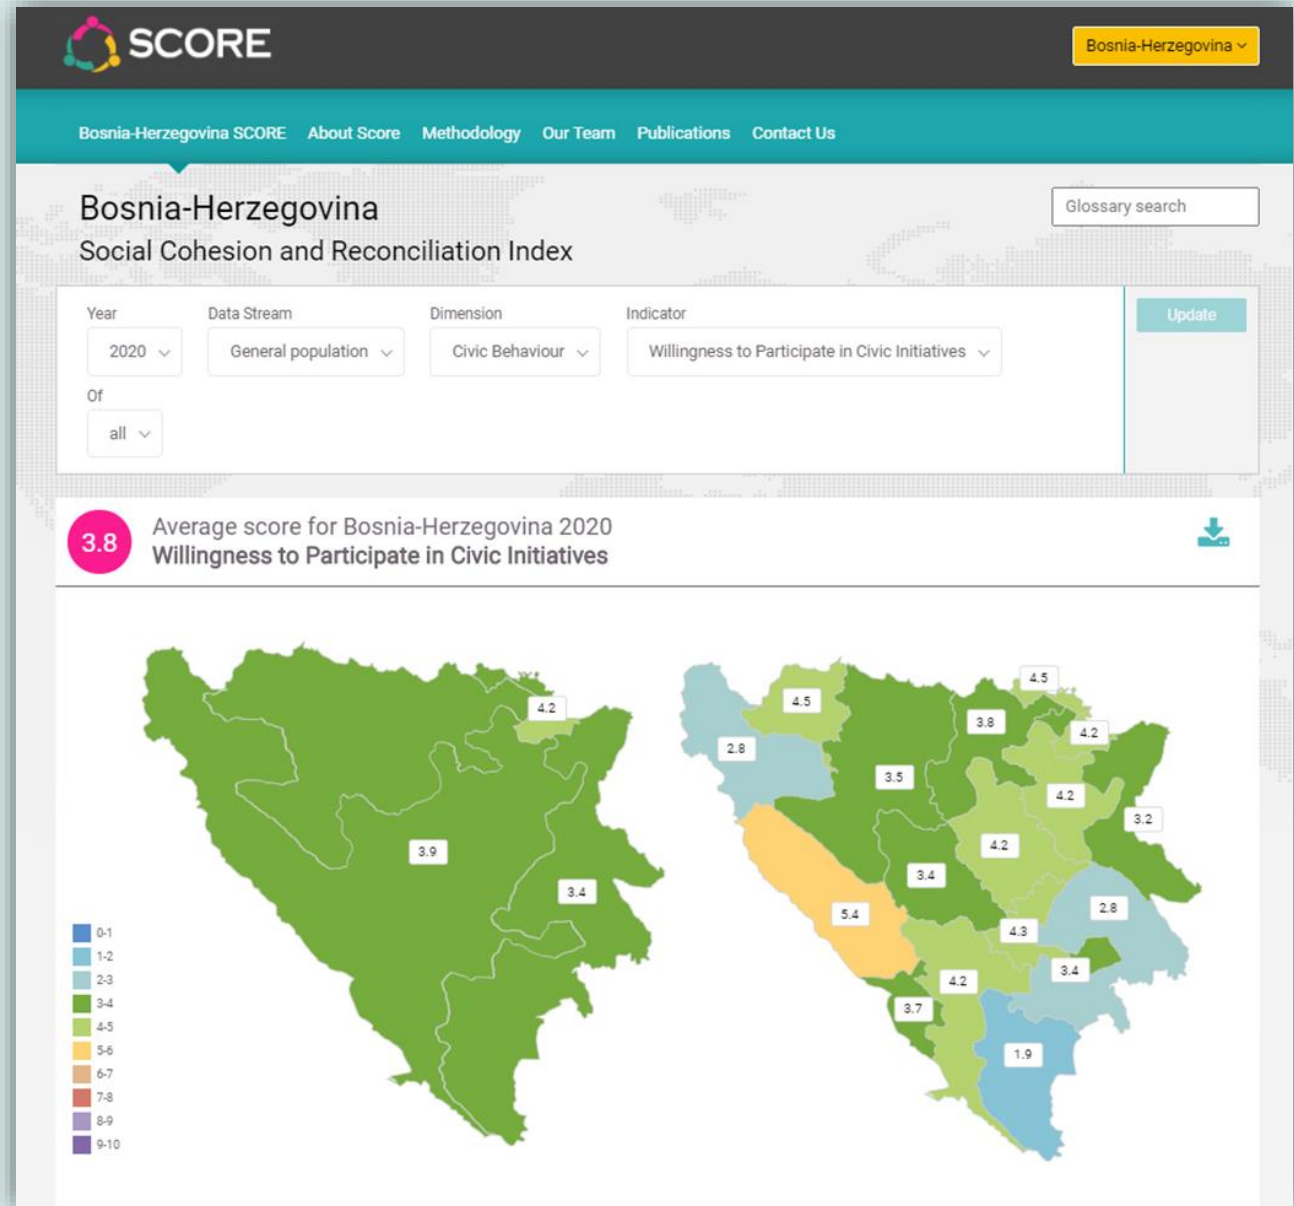 SCORE
Bosnia-Herzegovina
Bosnia-Herzegovina SCORE About Score Methodology Our Team Publications Contact Us
Bosnia-Herzegovina
Glossary search
Social Cohesion and Reconciliation Index
Year Data Stream Dimension Indicator
Update
2020 General population Civic Behaviour Willingness to Participate in Civic Initiatives
Of
all
3.8
Average score for Bosnia-Herzegovina 2020
Willingness to Participate in Civic Initiatives
4.2
3.9
3.4
0-1
1-2
2-3
3-4
4-5
5-6
6-7
7-8
8-9
9-10
4.5
4.5
3.8
4.2
2.8
3.5
4.2
3.2
4.2
3.4
2.8
5.4
4.3
3.4
4.2
3.7
1.9